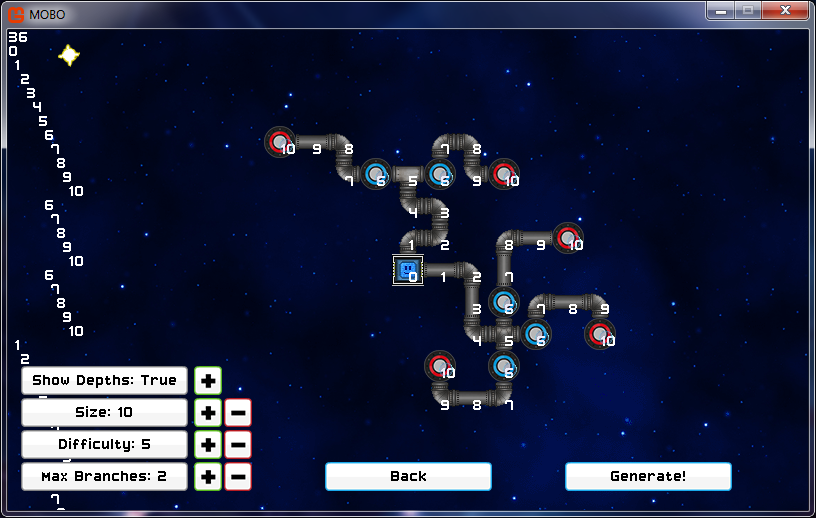 MOBO
36
0
1
2
3
4
5
6
7
8
9
10
6
7
8
9
10
6
7
8
9
10
1
2
10 9 8 7 8
7 6 5 6 9 10
4 3
1 2 8 9 10
0 1 2 7
3 6 7 8 9
4 5 6 10
10 6
9 8 7
Show Depths: True +
Size: 10 + -
Difficulty: 5 + -
Max Branches: 2 + -
Back
Generate!
7